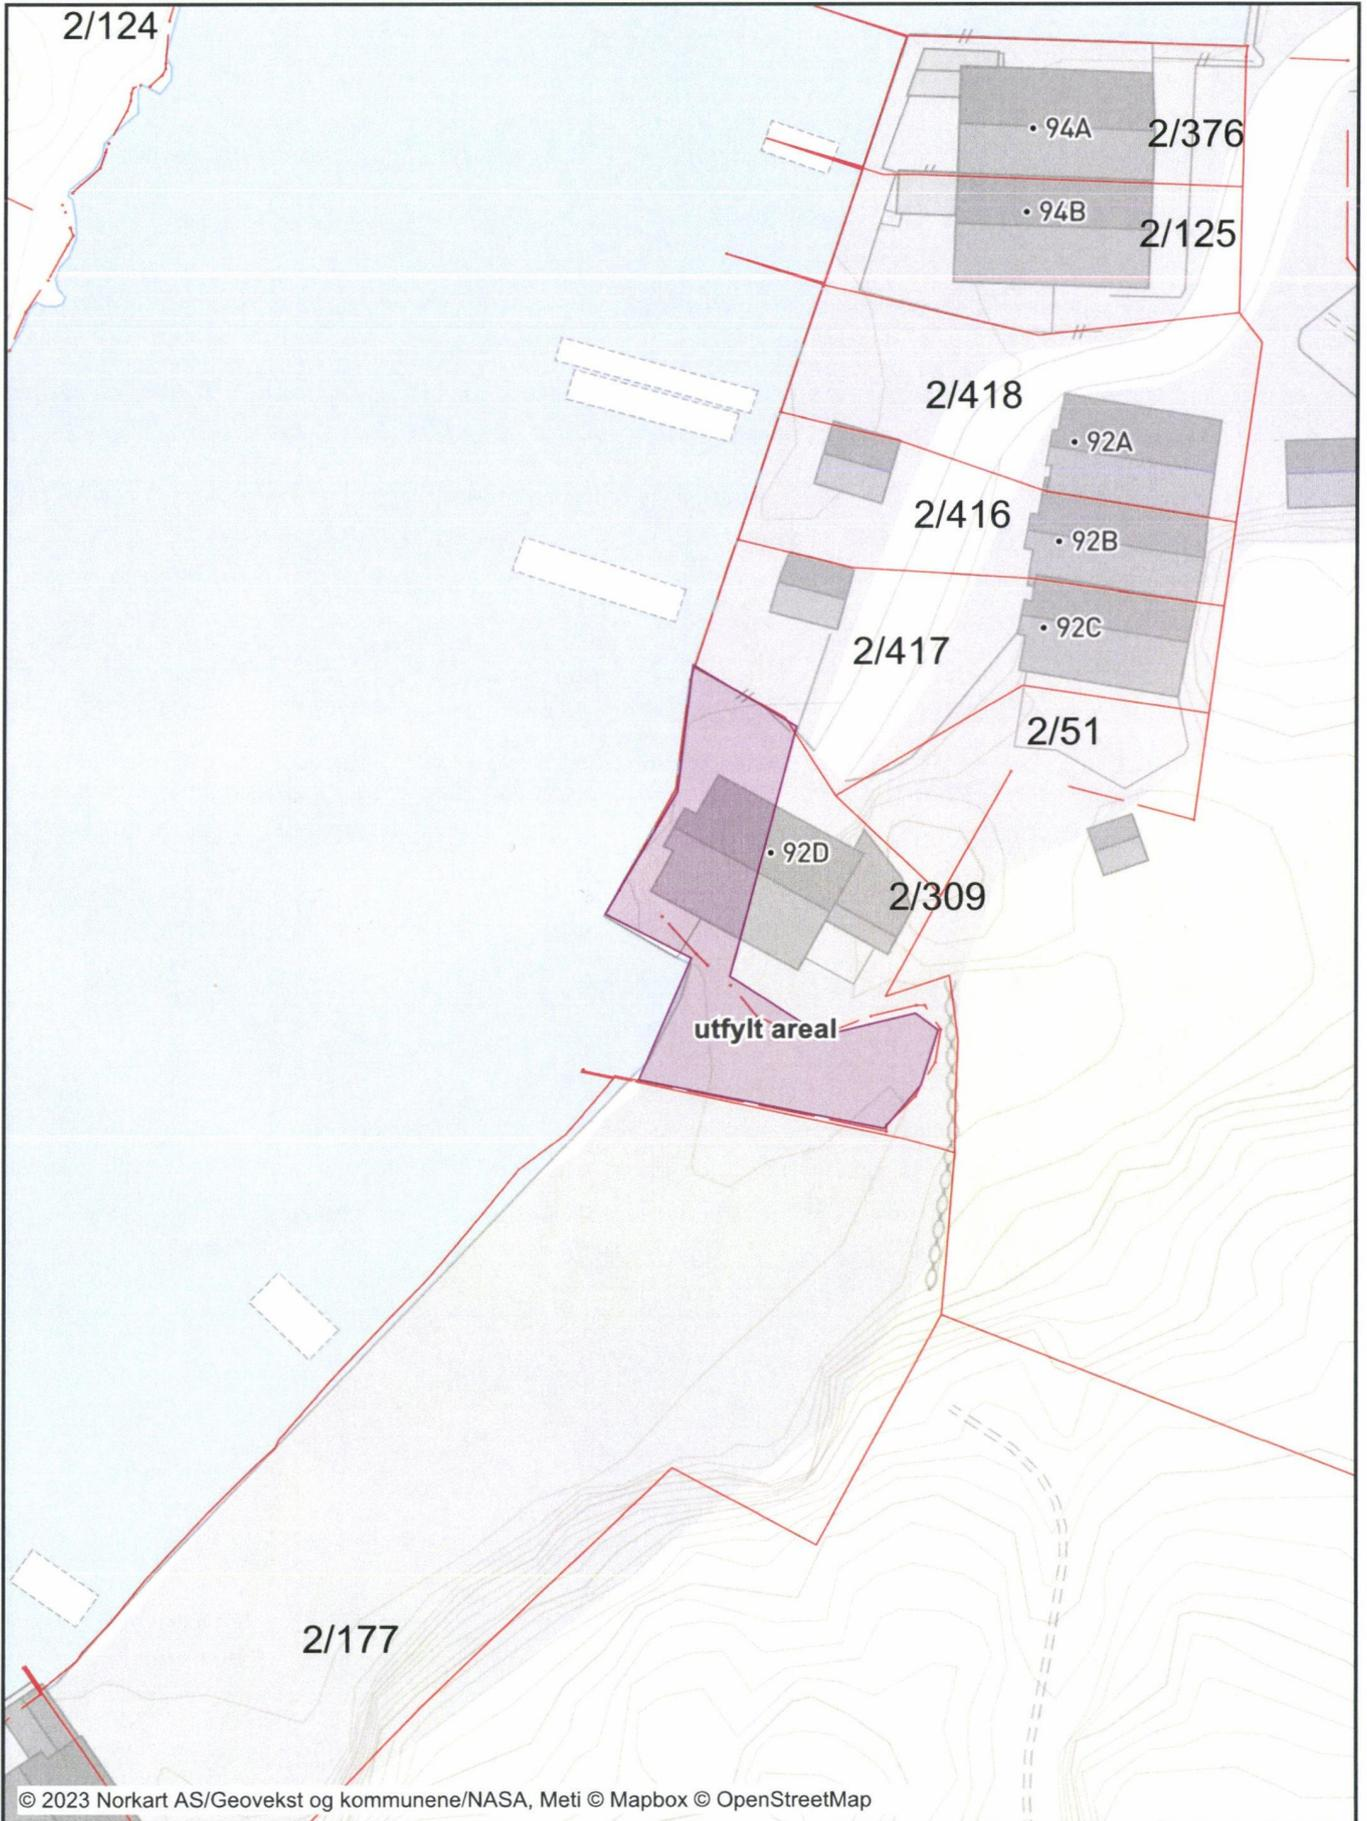 2/124
94A
2/376
94B
2/125
2/418
92A
2/416
92B
92C
2/417
2/51
92D
2/309
utfylt areal
2/177
© 2023 Norkart AS/Geovekst og kommunene/NASA, Meti © Mapbox © OpenStreetMap